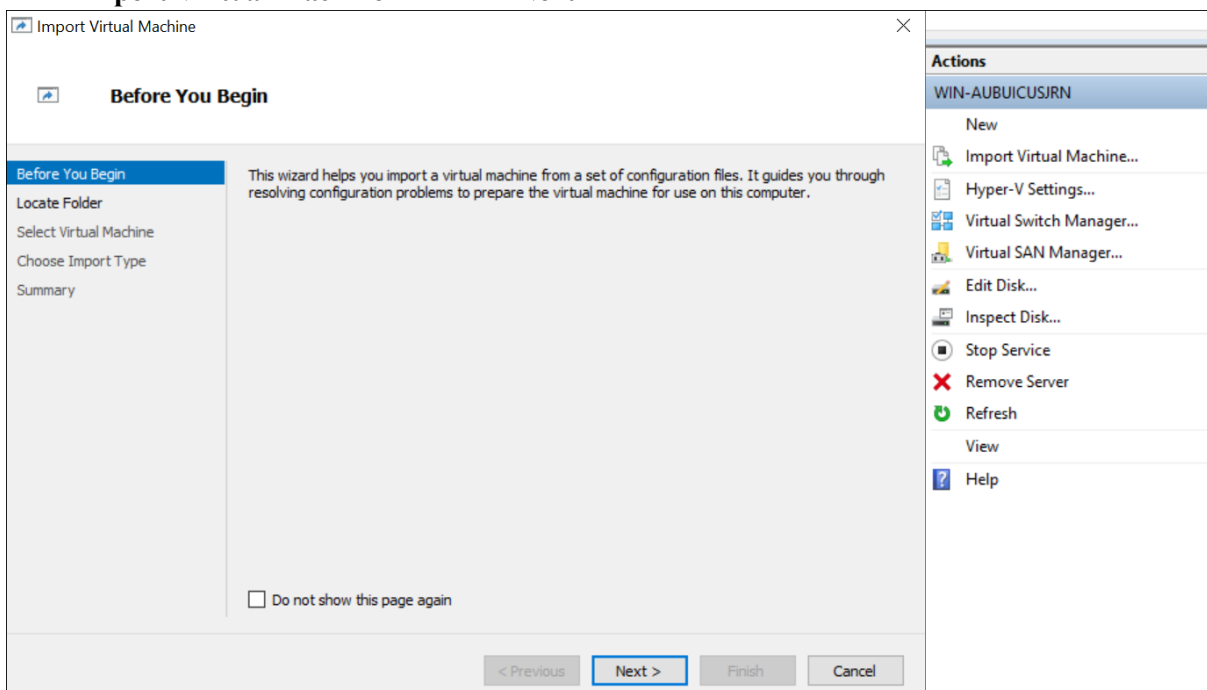 Import Virtual Machine
Before You Begin
Before You Begin
Locate Folder
Select Virtual Machine
Choose Import Type
Summary
This wizard helps you import a virtual machine from a set of configuration files. It guides you through
resolving configuration problems to prepare the virtual machine for use on this computer.
Do not show this page again
< Previous
Next >
Finish
Cancel
Actions
WIN-AUBUICUSJRN
New
Import Virtual Machine...
Hyper-V Settings...
Virtual Switch Manager...
Virtual SAN Manager...
Edit Disk...
Inspect Disk...
Stop Service
Remove Server
Refresh
View
Help